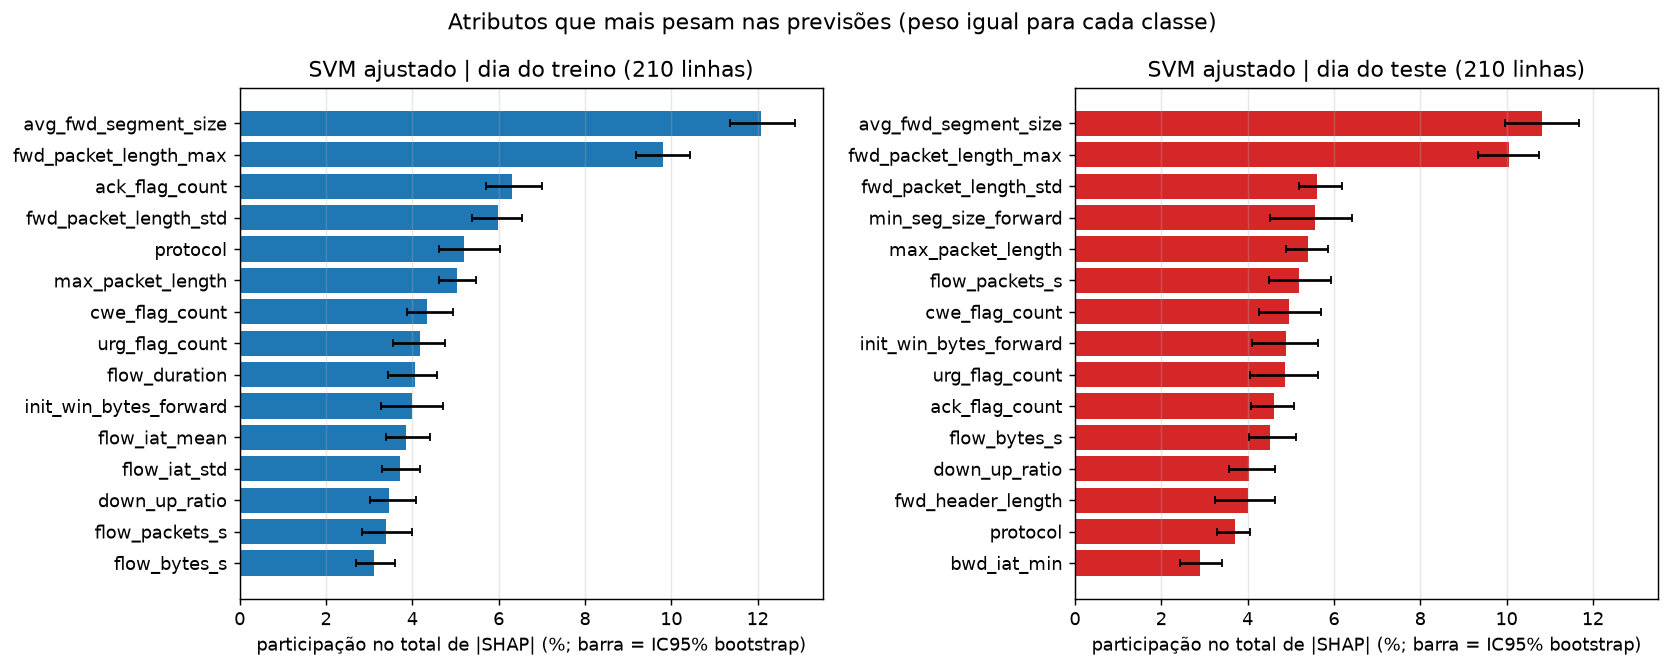 Atributos que mais pesam nas previsões (peso igual para cada classe)
SVM ajustado | dia do treino (210 linhas)
avg_fwd_segment_size
fwd_packet_length_max
ack_flag_count
fwd_packet_length_std
protocol
max_packet_length
cwe_flag_count
urg_flag_count
flow_duration
init_win_bytes_forward
flow_iat_mean
flow_iat_std
down_up_ratio
flow_packets_s
flow_bytes_s
0 2 4 6 8 10 12
participação no total de |SHAP| (%; barra = IC95% bootstrap)
SVM ajustado | dia do teste (210 linhas)
avg_fwd_segment_size
fwd_packet_length_max
fwd_packet_length_std
min_seg_size_forward
max_packet_length
flow_packets_s
cwe_flag_count
init_win_bytes_forward
urg_flag_count
ack_flag_count
flow_bytes_s
down_up_ratio
fwd_header_length
protocol
bwd_iat_min
0 2 4 6 8 10 12
participação no total de |SHAP| (%; barra = IC95% bootstrap)